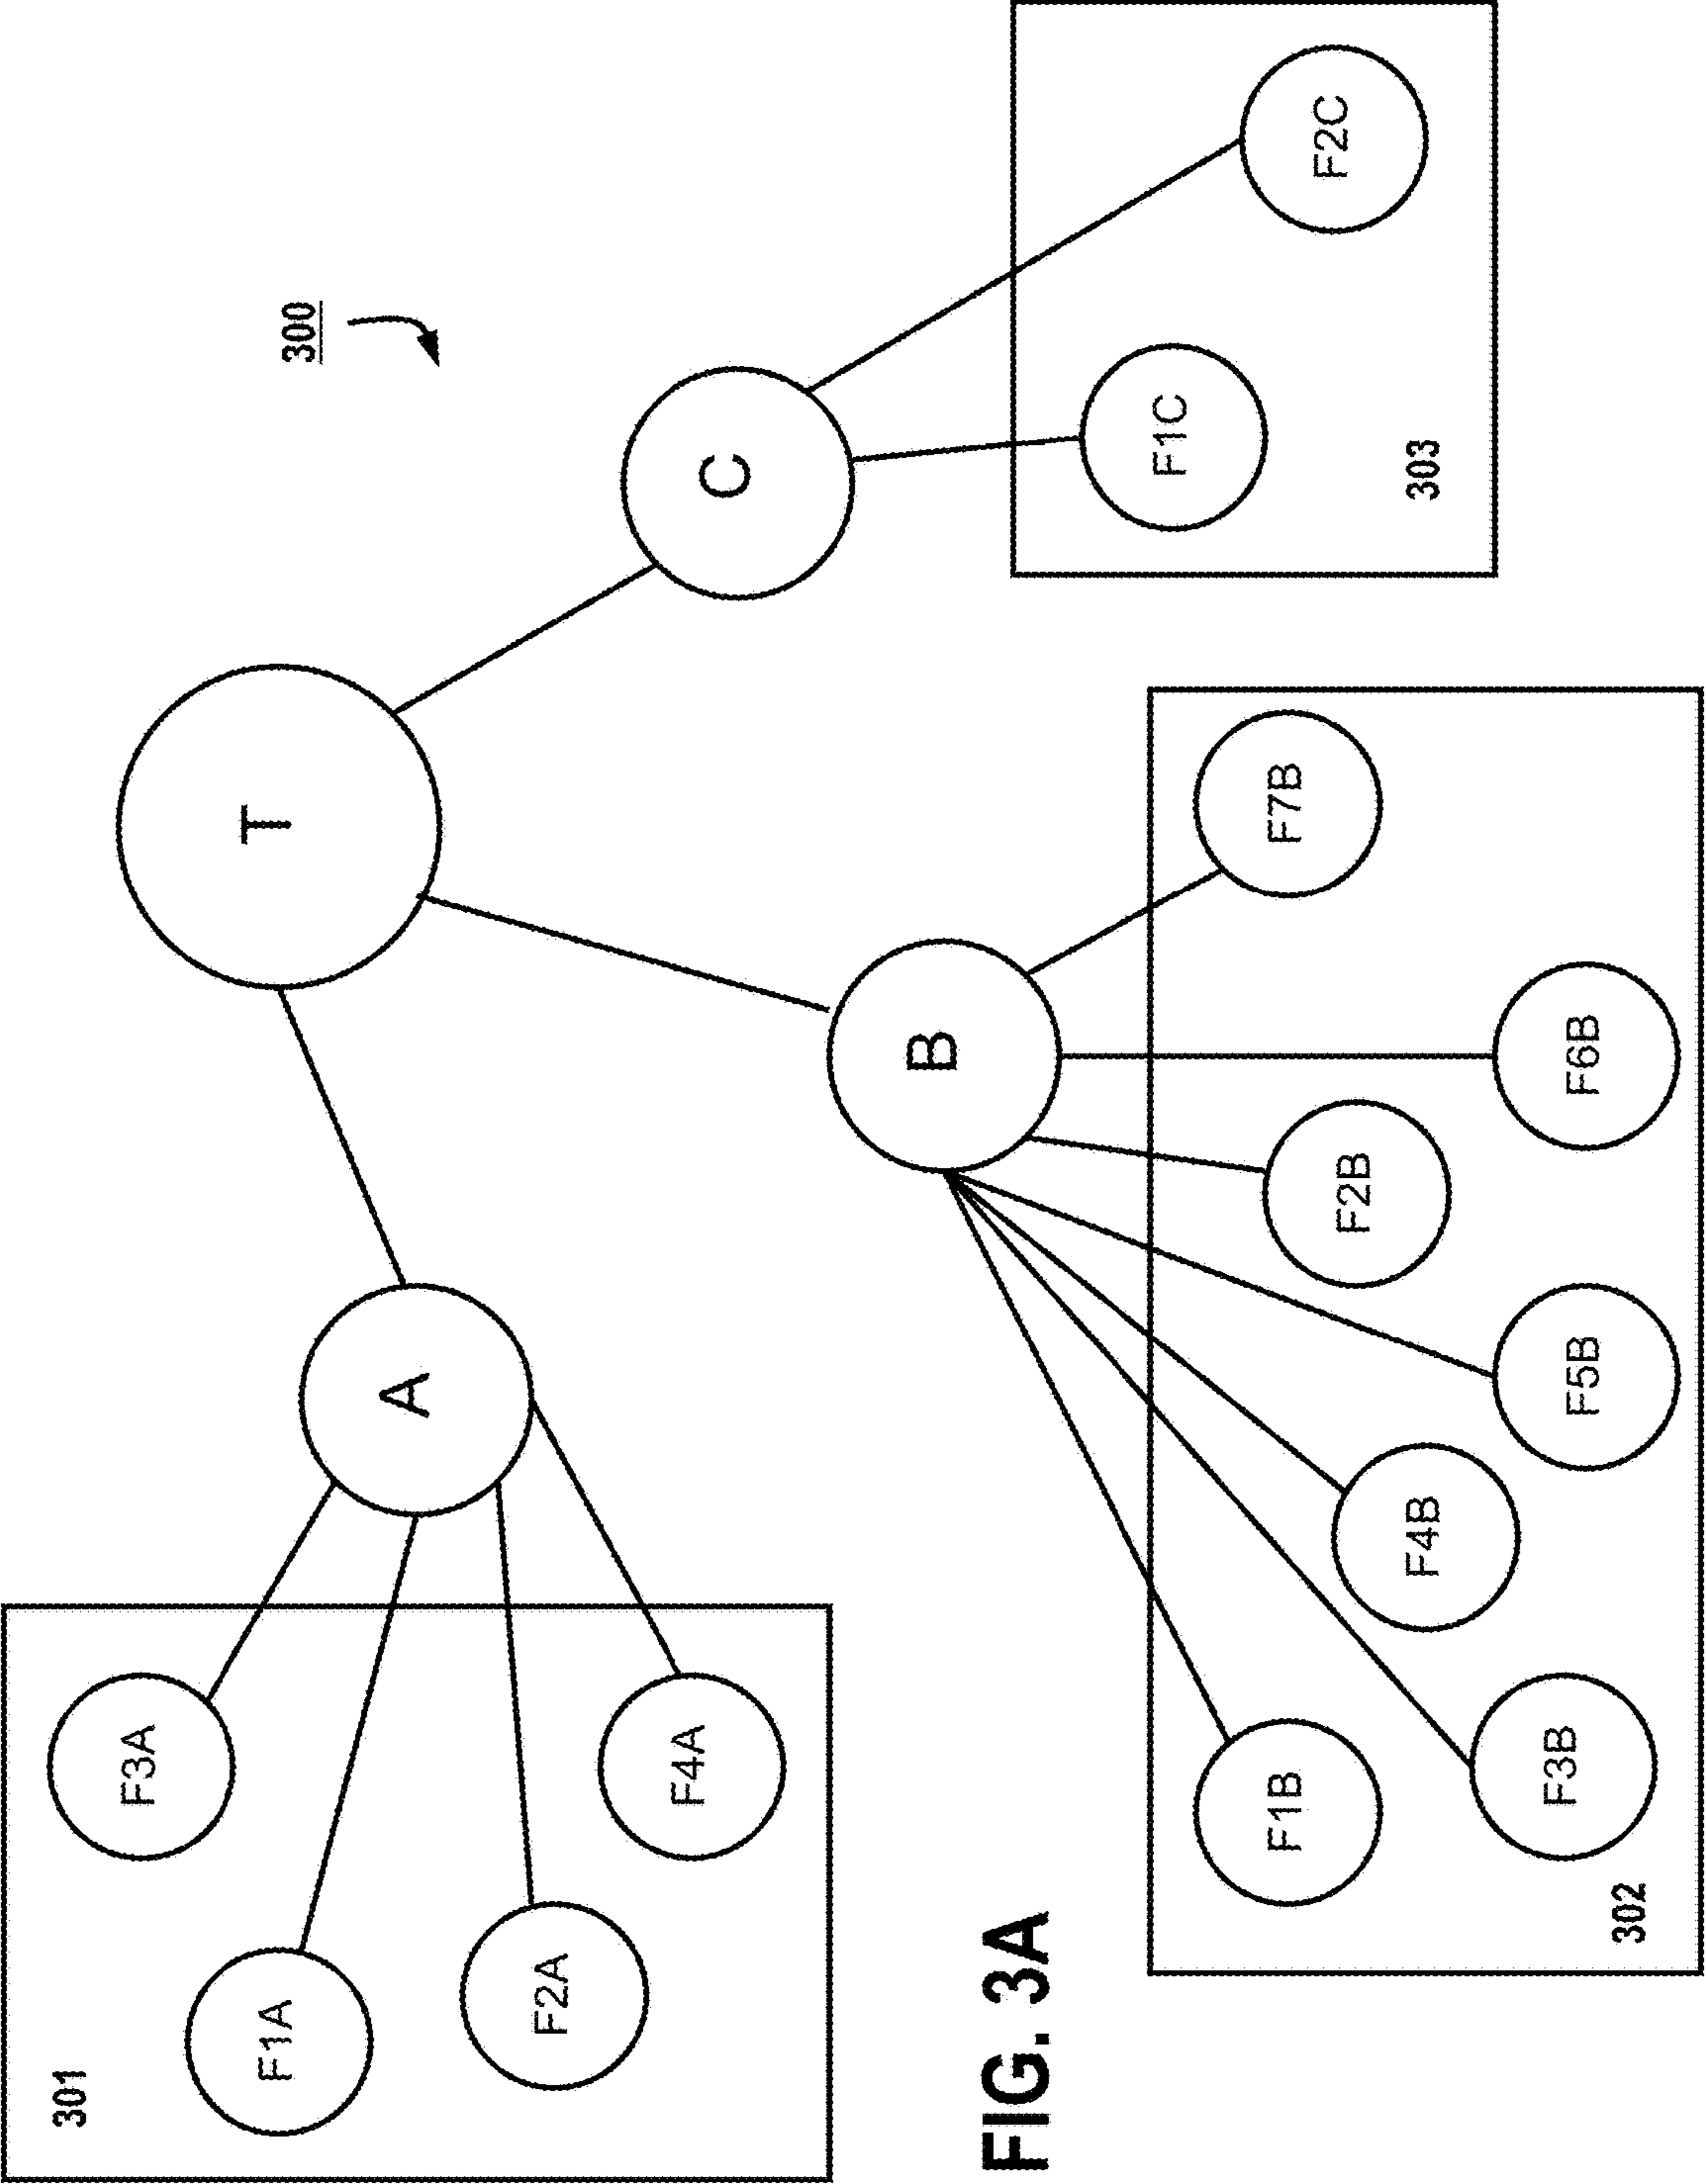 301
F3A
T
F1A
300
A
F2A
F4A
C
B
FIG. 3A
F1C
F1B
F7B
F2C
F2B
F4B
303
F3B
F5B
F6B
302